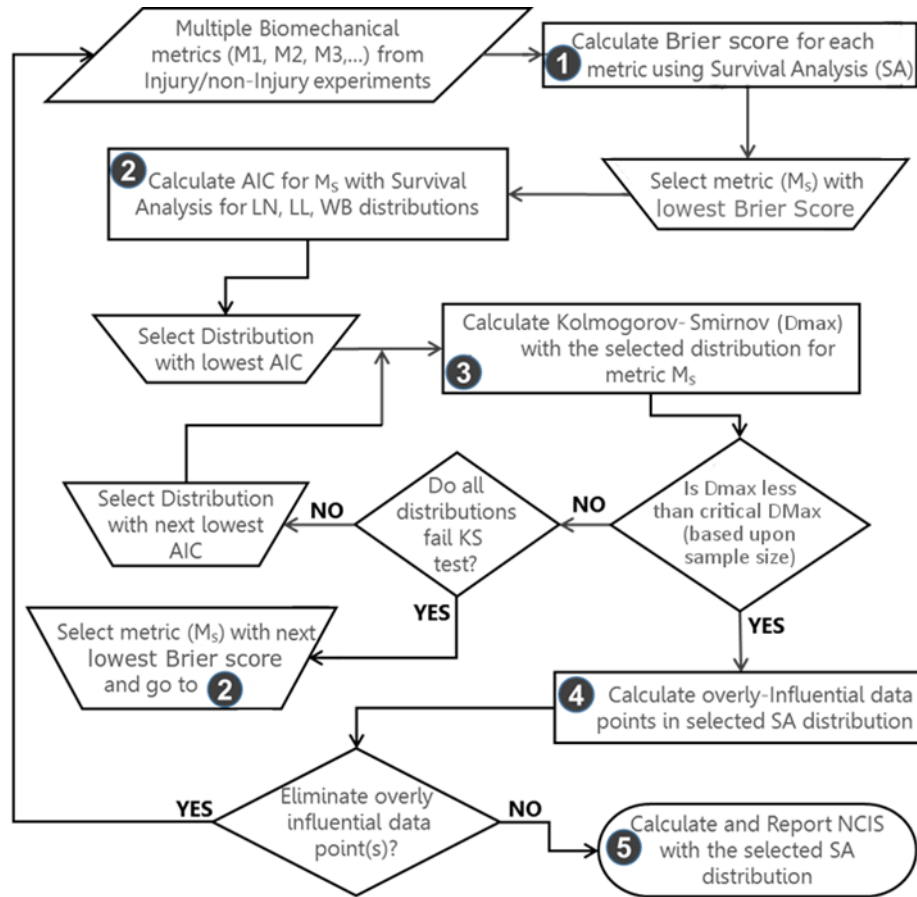 Multiple Biomechanical
metrics (M1, M2, M3,...) from
Injury/non-Injury experiments
Calculate Brier score for each
1 metric using Survival Analysis (SA)
Select metric (MS) with
lowest Brier Score
2 Calculate AIC for MS with Survival
Analysis for LN, LL, WB distributions
Select Distribution
with lowest AIC
Calculate Kolmogorov- Smirnov (Dmax)
with the selected distribution for
3 metric MS
Is Dmax less
than critical DMax
(based upon
sample size)
NO
Do all
distributions
fail KS
test?
NO
Select Distribution
with next lowest
AIC
YES
Select metric (MS) with next
lowest Brier score
and go to 2
YES
4 Calculate overly-Influential data
points in selected SA distribution
Eliminate overly
influential data
point(s)?
YES
NO
Calculate and Report NCIS
5 with the selected SA
distribution